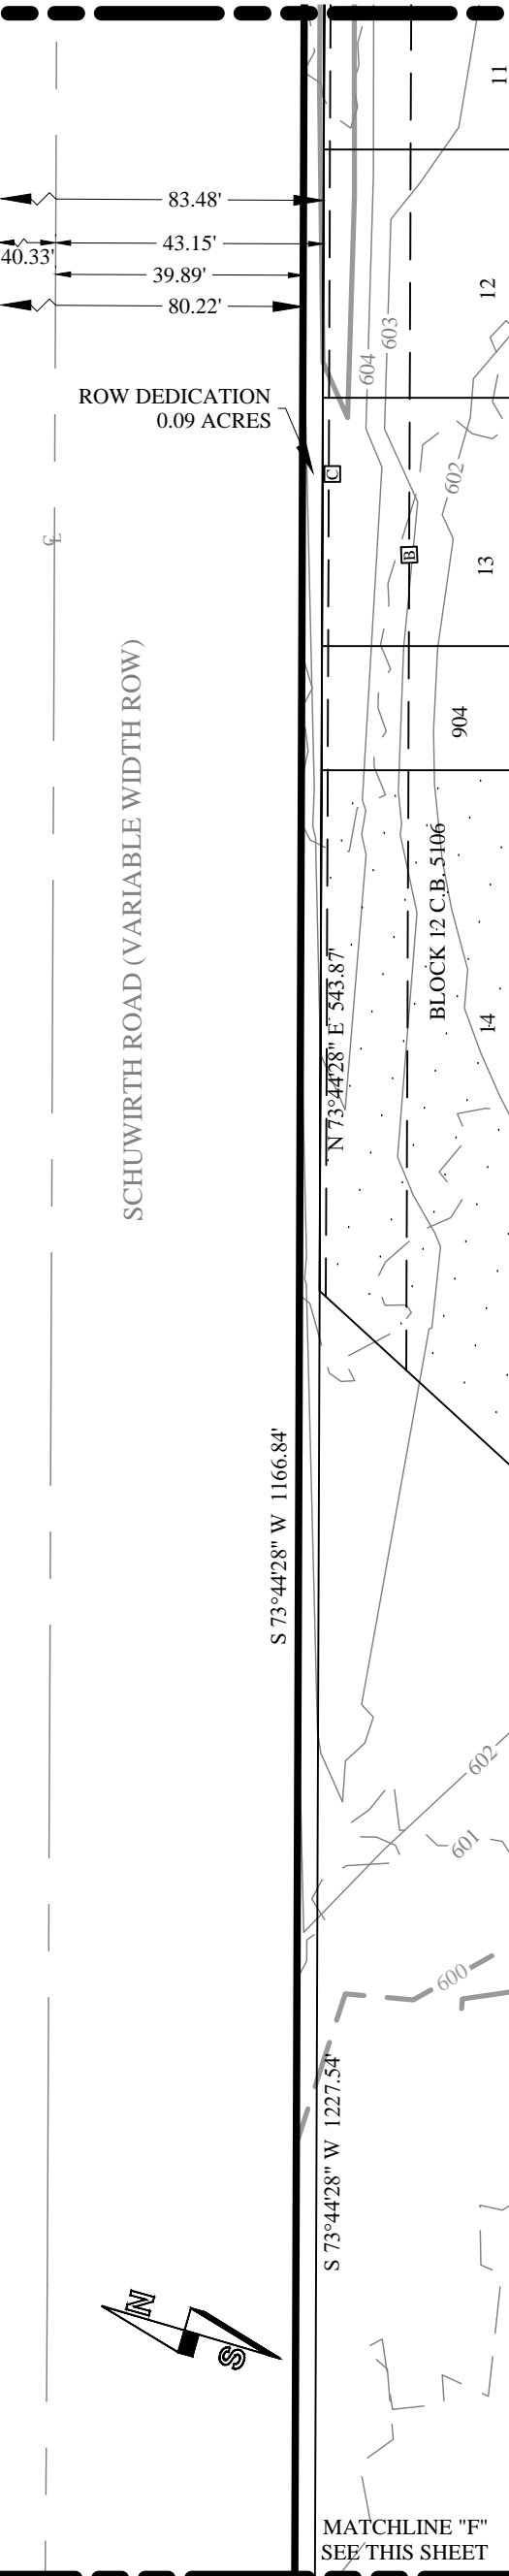 11
83.48'
43.15'
40.33'
39.89'
80.22'
12
603
604
ROW DEDICATION
0.09 ACRES
C
602
℄
B
13
SCHUWIRTH ROAD (VARIABLE WIDTH ROW)
904
BLOCK 12 C.B. 5106
N 73°44'28" E 543.87'
14
S 73°44'28" W 1166.84'
602
601
600
S 73°44'28" W 1227.54'
N
S
MATCHLINE "F"
SEE THIS SHEET